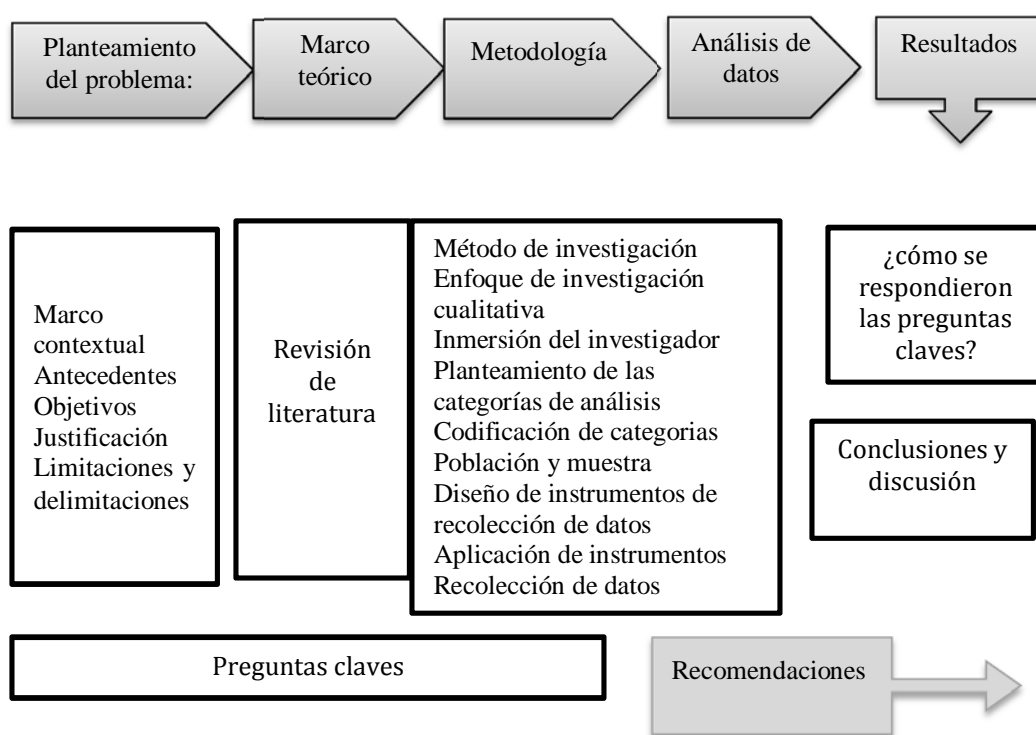 Planteamiento
del problema:
Marco
teórico
Metodología
Análisis de
datos
Resultados
Marco
contextual
Antecedentes
Objetivos
Justificación
Limitaciones y
delimitaciones
Revisión
de
literatura
Método de investigación
Enfoque de investigación
cualitativa
Inmersión del investigador
Planteamiento de las
categorías de análisis
Codificación de categorias
Población y muestra
Diseño de instrumentos de
recolección de datos
Aplicación de instrumentos
Recolección de datos
¿cómo se
respondieron
las preguntas
claves?
Conclusiones y
discusión
Preguntas claves
Recomendaciones